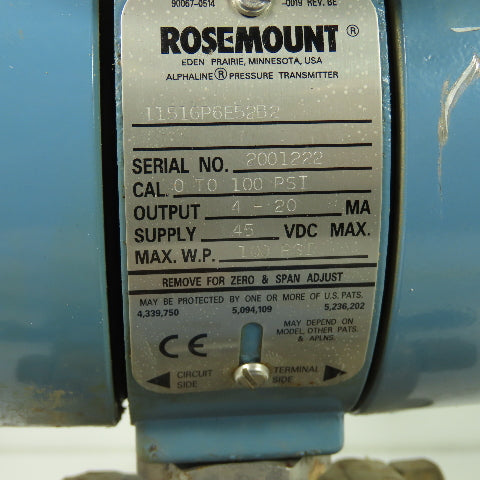 90067-0514 -0019 REV. BE
ROSEMOUNT®
EDEN PRAIRIE, MINNESOTA, USA
ALPHALINE® PRESSURE TRANSMITTER
1151GP6E52B2
SERIAL NO. 2001222
CAL. 0 TO 100 PSI
OUTPUT 4 - 20 MA
SUPPLY 45 VDC MAX.
MAX. W.P. 100 PSI
REMOVE FOR ZERO & SPAN ADJUST
MAY BE PROTECTED BY ONE OR MORE OF U.S. PATS.
4,339,750 5,094,109 5,236,202
MAY DEPEND ON
MODEL, OTHER PATS.
& APLNS.
CE
CIRCUIT SIDE
TERMINAL SIDE